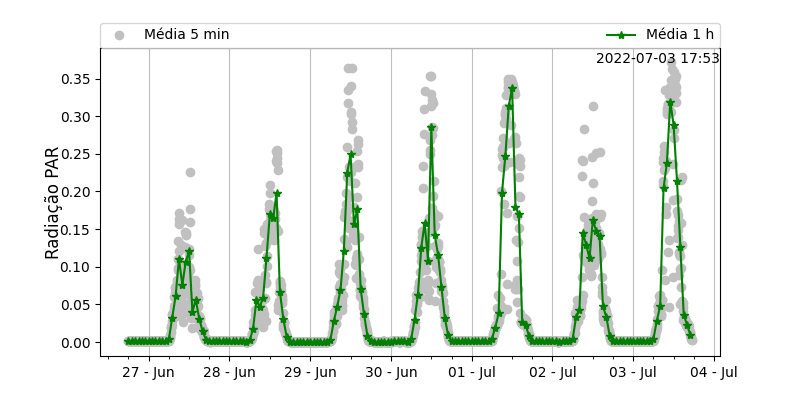 Média 5 min
Média 1 h
2022-07-03 17:53
Radiação PAR
0.35
0.30
0.25
0.20
0.15
0.10
0.05
0.00
27 - Jun
28 - Jun
29 - Jun
30 - Jun
01 - Jul
02 - Jul
03 - Jul
04 - Jul